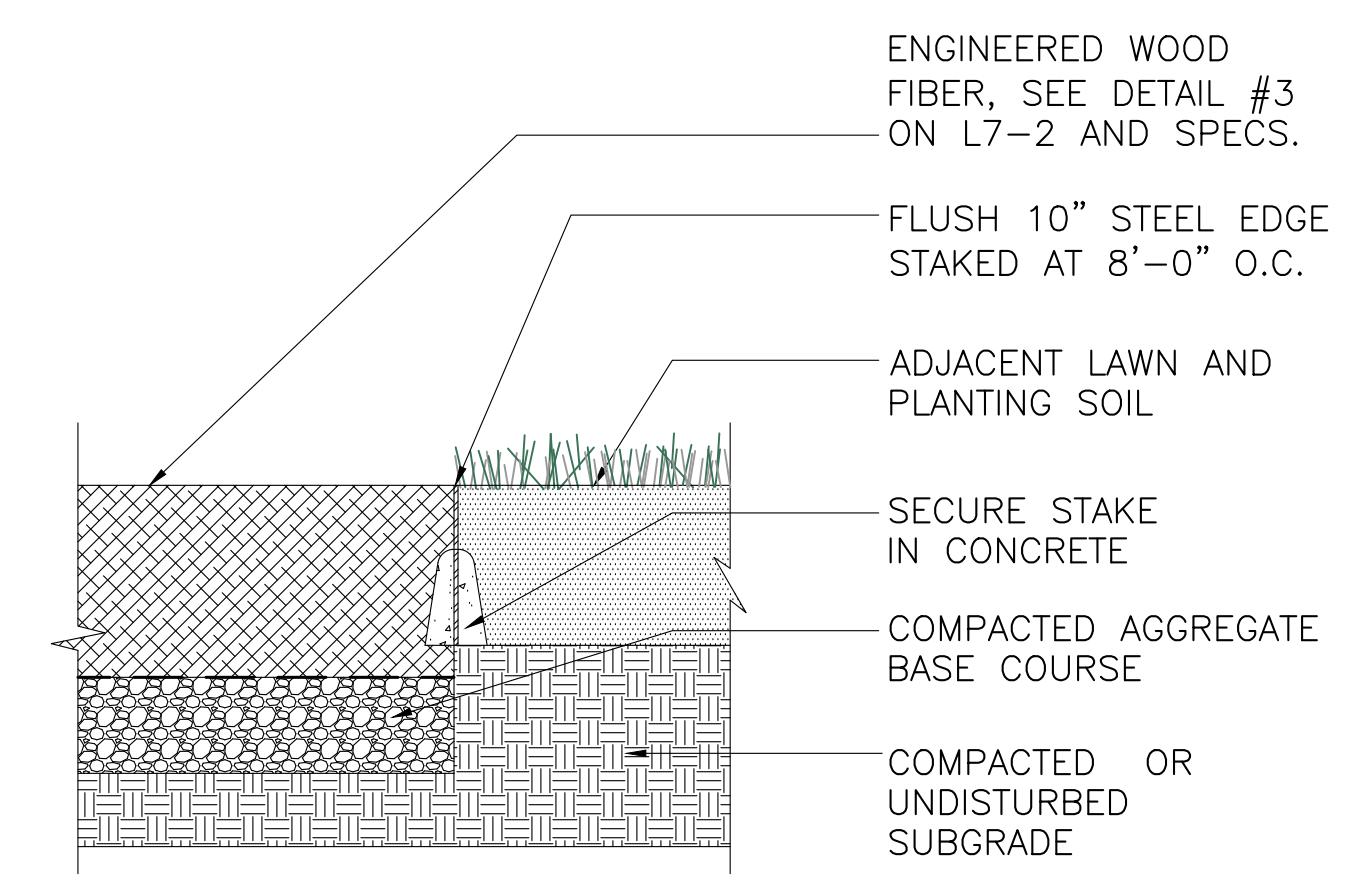 ENGINEERED WOOD
FIBER, SEE DETAIL #3
ON L7-2 AND SPECS.
FLUSH 10” STEEL EDGE
STAKED AT 8’-0” O.C.
ADJACENT LAWN AND
PLANTING SOIL
SECURE STAKE
IN CONCRETE
COMPACTED AGGREGATE
BASE COURSE
COMPACTED OR
UNDISTURBED
SUBGRADE